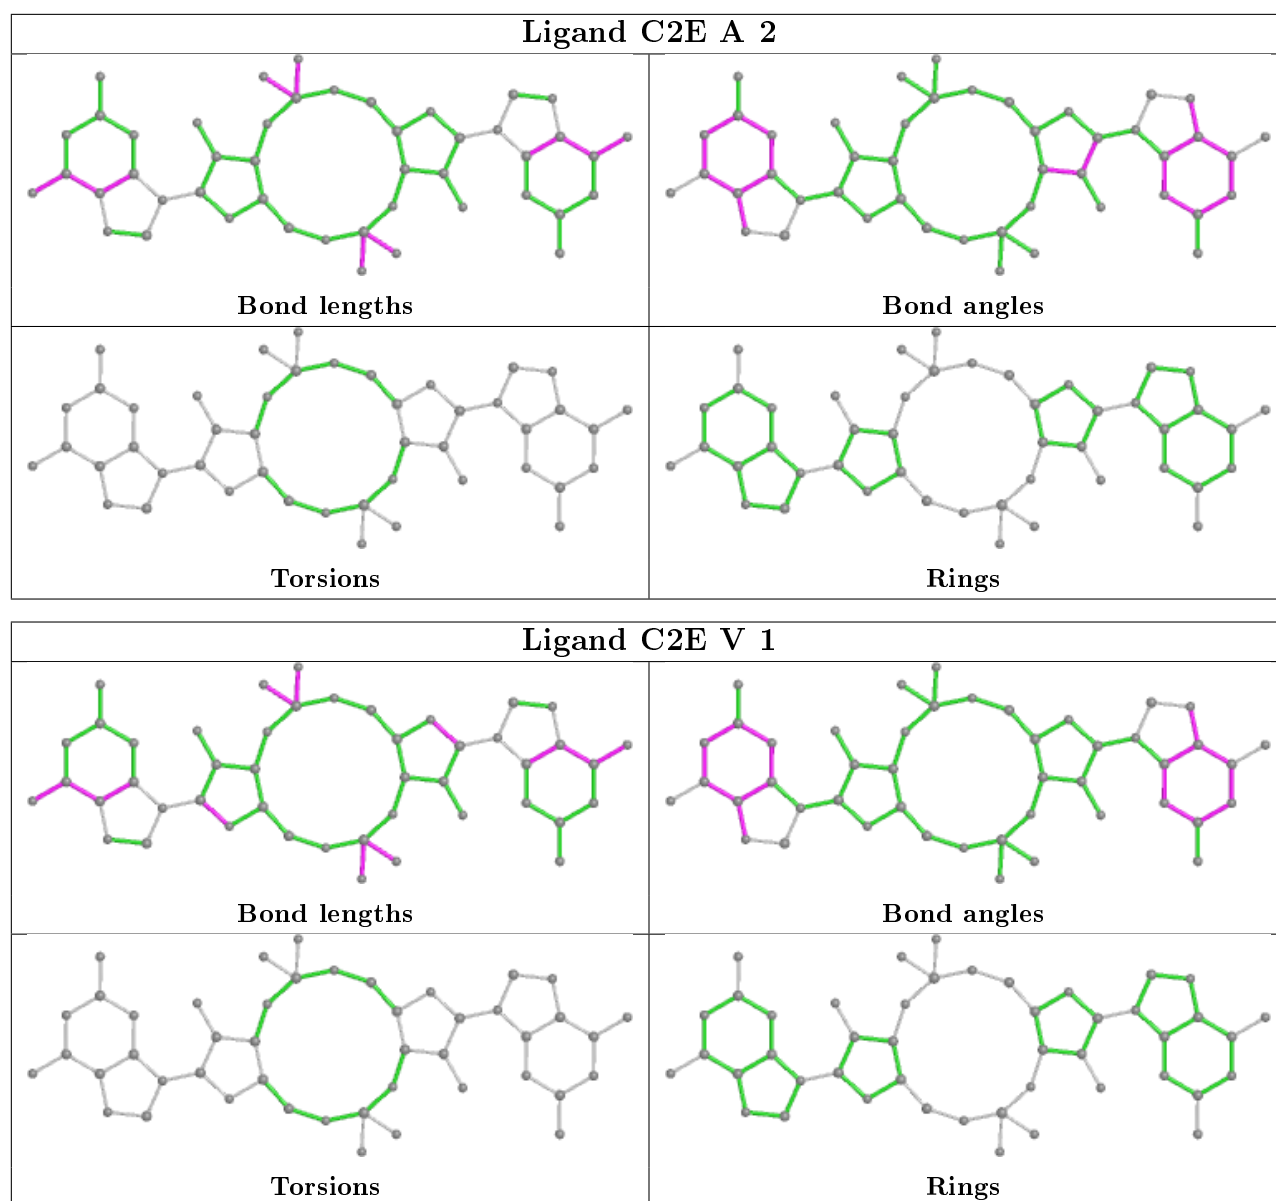 Ligand C2E A 2
Bond lengths
Bond angles
Torsions
Rings
Ligand C2E V 1
Bond lengths
Bond angles
Torsions
Rings